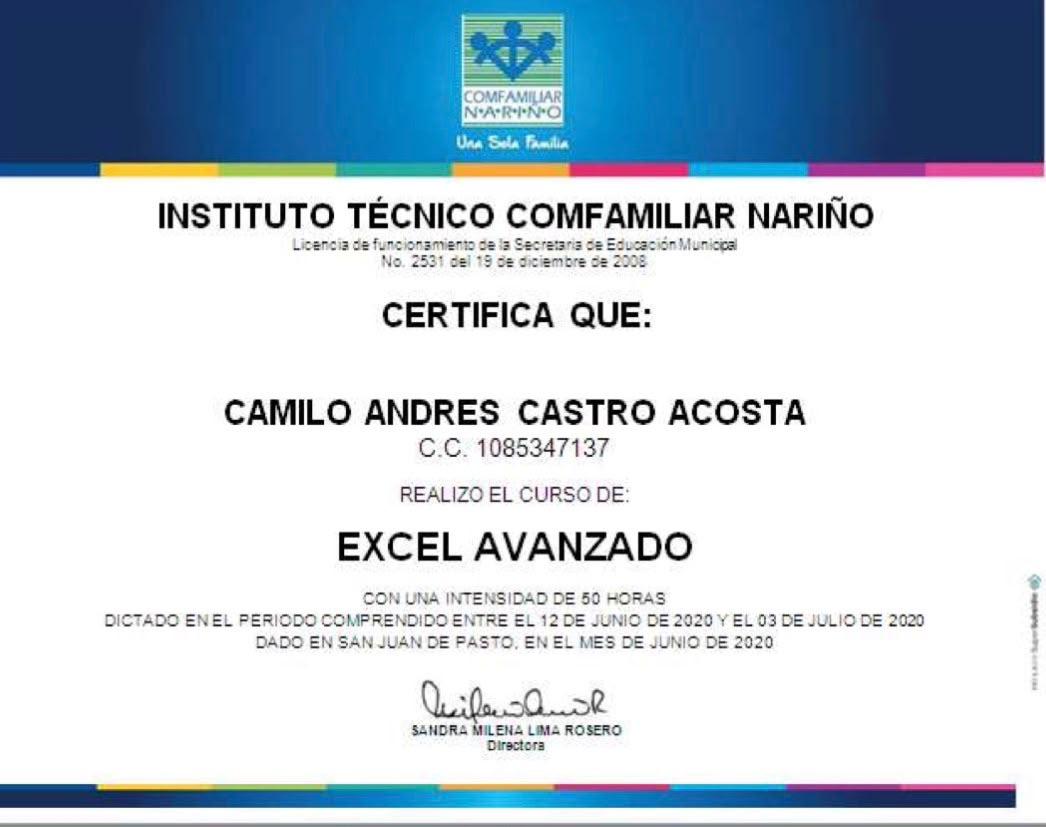 COMFAMILIAR
N•A•R•I•Ñ•O
Una Sola Familia
INSTITUTO TÉCNICO COMFAMILIAR NARIÑO
Licencia de funcionamiento de la Secretaria de Educación Municipal
No. 2531 del 19 de diciembre de 2008
CERTIFICA QUE:
CAMILO ANDRES CASTRO ACOSTA
C.C. 1085347137
REALIZO EL CURSO DE:
EXCEL AVANZADO
CON UNA INTENSIDAD DE 50 HORAS
DICTADO EN EL PERIODO COMPRENDIDO ENTRE EL 12 DE JUNIO DE 2020 Y EL 03 DE JULIO DE 2020
DADO EN SAN JUAN DE PASTO, EN EL MES DE JUNIO DE 2020
SANDRA MILENA LIMA ROSERO
Directora